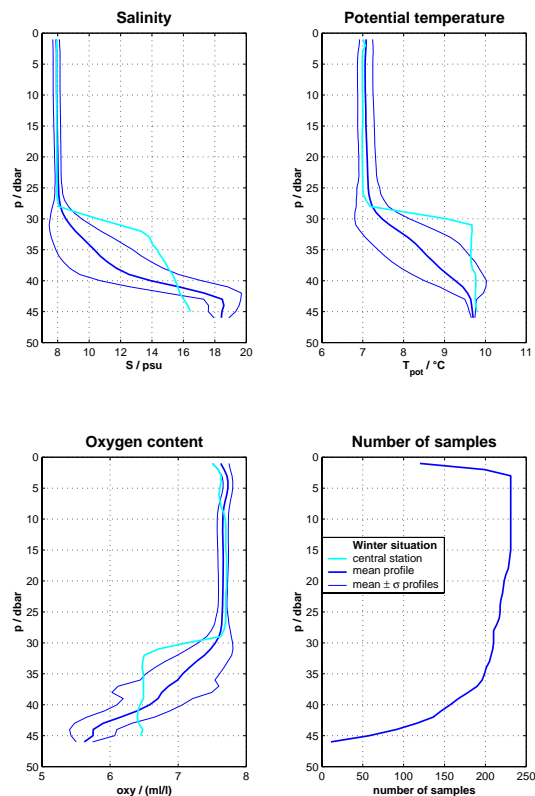 Salinity
0
5
10
15
20
25
30
35
40
45
50
p / dbar
8 10 12 14 16 18 20
S / psu
Potential temperature
0
5
10
15
20
25
30
35
40
45
50
p / dbar
6 7 8 9 10 11
T_pot / °C
Oxygen content
0
5
10
15
20
25
30
35
40
45
50
p / dbar
5 6 7 8
oxy / (ml/l)
Number of samples
0
5
10
15
20
25
30
35
40
45
50
p / dbar
Winter situation
central station
mean profile
mean ± σ profiles
0 50 100 150 200 250
number of samples